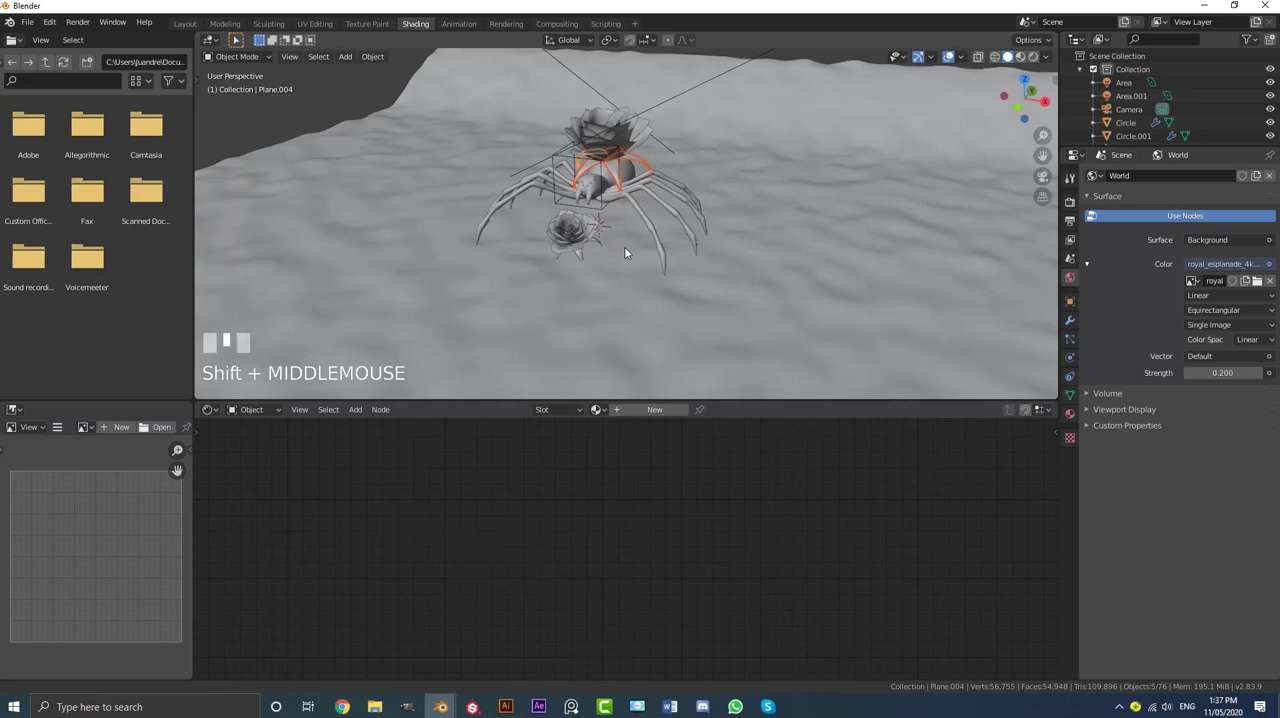 Blender
File Edit Render Window Help Layout Modeling Sculpting UV Editing Texture Paint Shading Animation Rendering Compositing Scripting + Scene View Layer
View Select Global Options
C:\Users\juandre\Docu... Object Mode View Select Add Object
User Perspective
(1) Collection | Plane.004
Adobe Allegorithmic Camtasia
Custom Offic... Fax Scanned Doc...
Sound recordi... Voicemeeter
Shift + MIDDLEMOUSE
Z
Y
X
Scene Collection
Collection
Area
Area.001
Camera
Circle
Circle.001
Scene World
World
Surface
Use Nodes
Surface Background
Color royal_esplanade_4k...
royal
Linear
Equirectangular
Single Image
Color Spac Linear
Vector Default
Strength 0.200
Volume
Viewport Display
Custom Properties
View New Open
Object View Select Add Node Slot New
Collection | Plane.004 | Verts:56,755 | Faces:54,948 | Tris:109,896 | Objects:5/76 | Mem: 195.1 MiB | v2.83.9
Type here to search
ENG
1:37 PM
11/05/2020